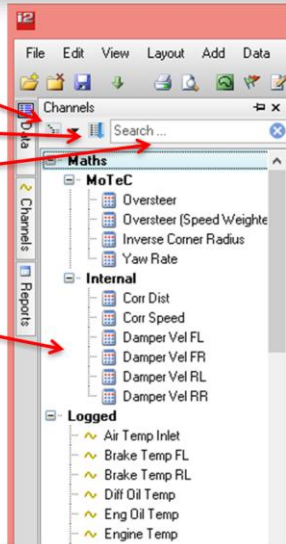 i2
File Edit View Layout Add Data
Channels
Search ...
Data
Channels
Reports
Maths
MoTeC
Oversteer
Oversteer (Speed Weighte
Inverse Corner Radius
Yaw Rate
Internal
Corr Dist
Corr Speed
Damper Vel FL
Damper Vel FR
Damper Vel RL
Damper Vel RR
Logged
Air Temp Inlet
Brake Temp FL
Brake Temp RL
Diff Oil Temp
Eng Oil Temp
Engine Temp